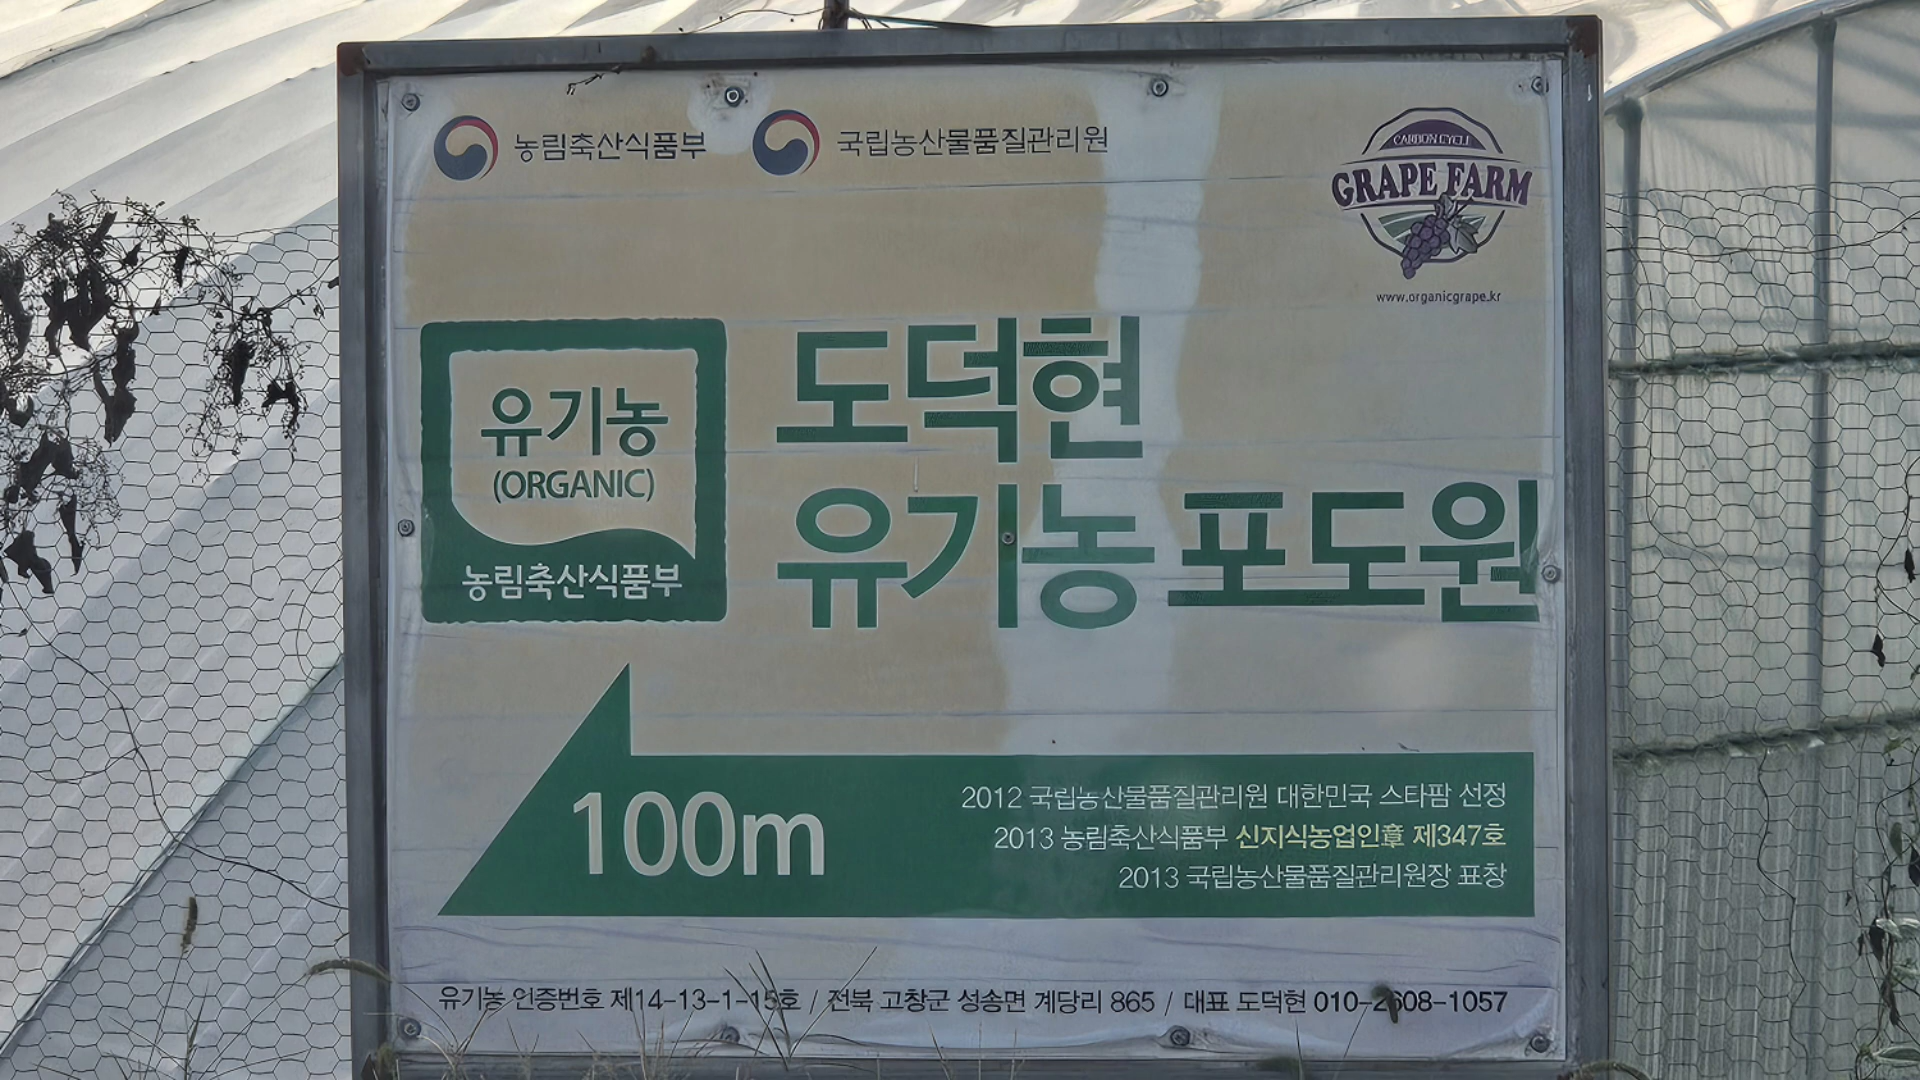 농림축산식품부 국립농산물품질관리원
CARBON CYCLE
GRAPE FARM
www.organicgrape.kr
유기농
(ORGANIC)
농림축산식품부
도덕현
유기농 포도원
100m
2012 국립농산물품질관리원 대한민국 스타팜 선정
2013 농림축산식품부 신지식농업인章 제347호
2013 국립농산물품질관리원장 표창
유기농 인증번호 제14-13-1-15호 / 전북 고창군 성송면 계당리 865 / 대표 도덕현 010-2608-1057